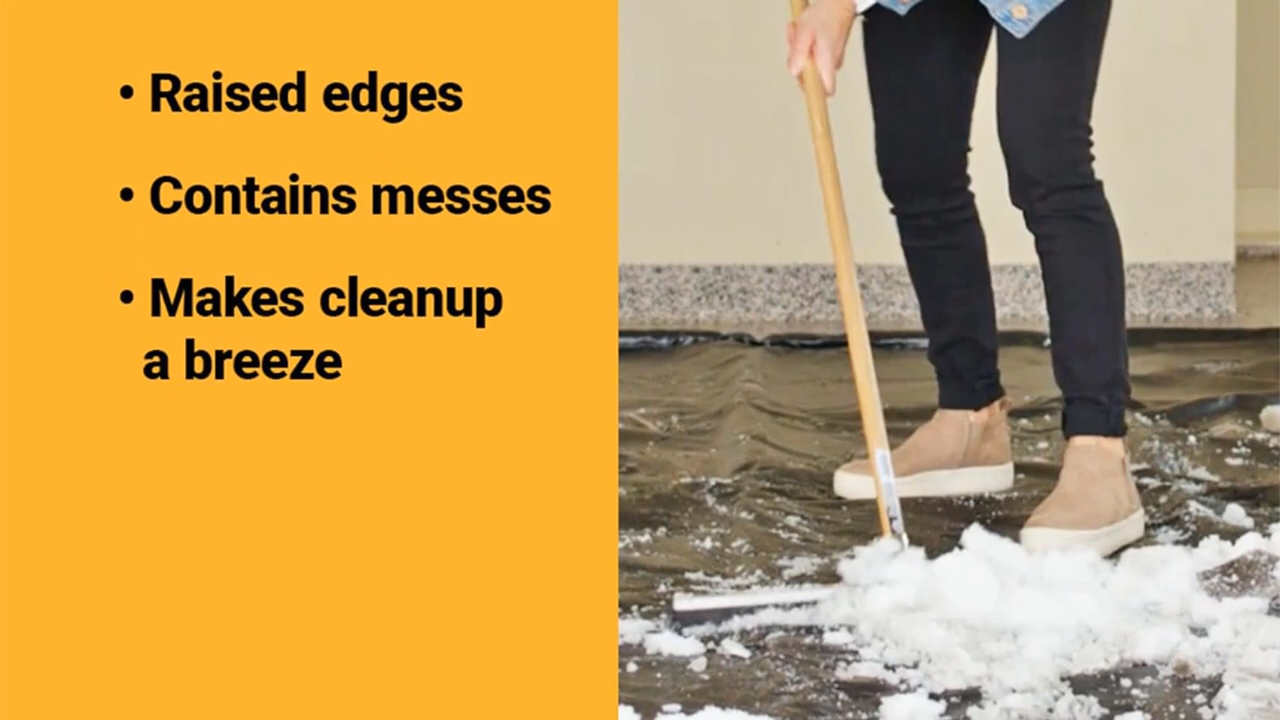 • Raised edges
• Contains messes
• Makes cleanup
a breeze